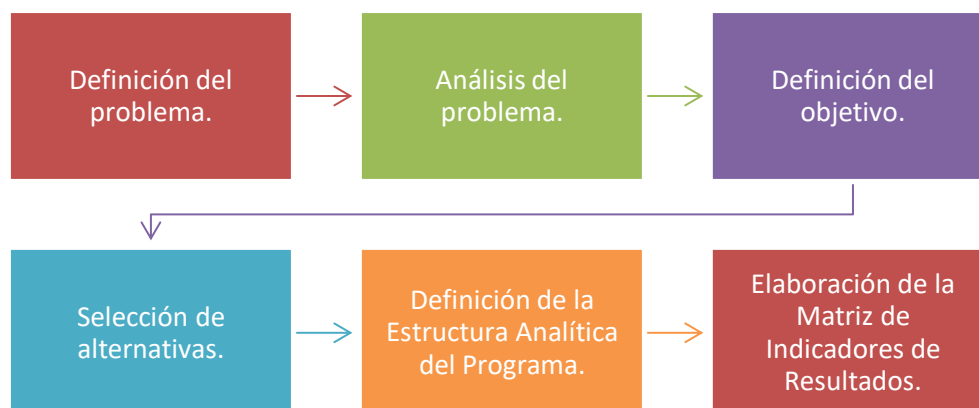 Definición del
problema.
Análisis del
problema.
Definición del
objetivo.
Selección de
alternativas.
Definición de la
Estructura Analítica
del Programa.
Elaboración de la
Matriz de
Indicadores de
Resultados.